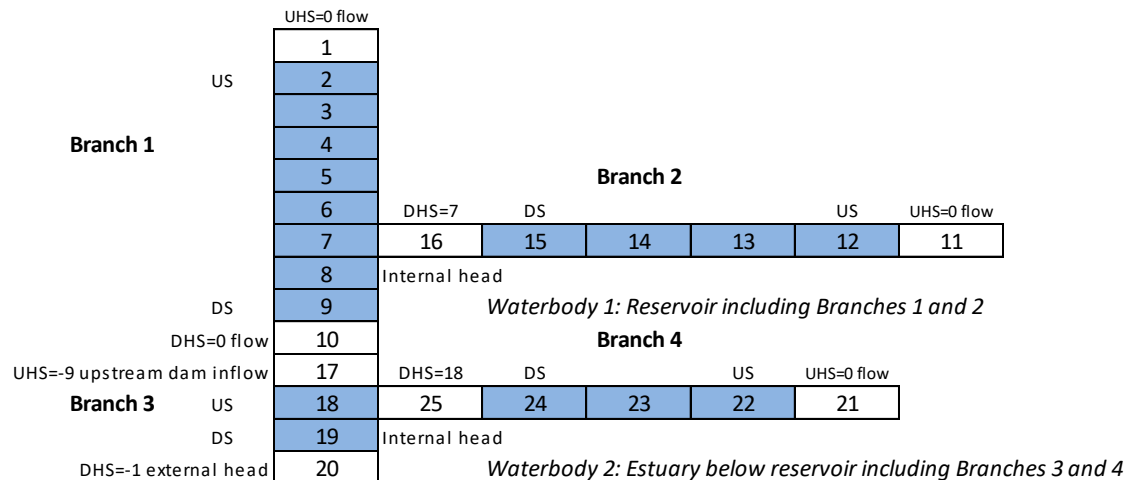 UHS=0 flow
1
US 2
3
Branch 1 4
5 Branch 2
6 DHS=7 DS US UHS=0 flow
7 16 15 14 13 12 11
8 Internal head
DS 9 Waterbody 1: Reservoir including Branches 1 and 2
DHS=0 flow 10 Branch 4
UHS=-9 upstream dam inflow 17 DHS=18 DS US UHS=0 flow
Branch 3 US 18 25 24 23 22 21
DS 19 Internal head
DHS=-1 external head 20 Waterbody 2: Estuary below reservoir including Branches 3 and 4